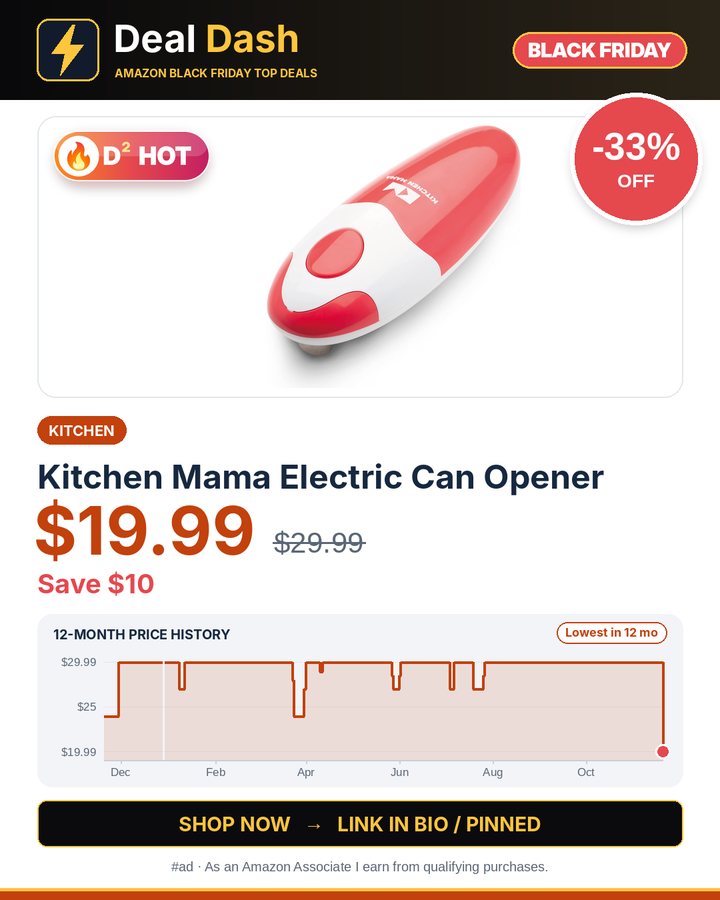 Deal Dash
AMAZON BLACK FRIDAY TOP DEALS
BLACK FRIDAY
D² HOT
-33%
OFF
KITCHEN MAMA
KITCHEN
Kitchen Mama Electric Can Opener
$19.99 $29.99
Save $10
12-MONTH PRICE HISTORY
Lowest in 12 mo
$29.99
$25
$19.99
Dec Feb Apr Jun Aug Oct
SHOP NOW → LINK IN BIO / PINNED
#ad · As an Amazon Associate I earn from qualifying purchases.